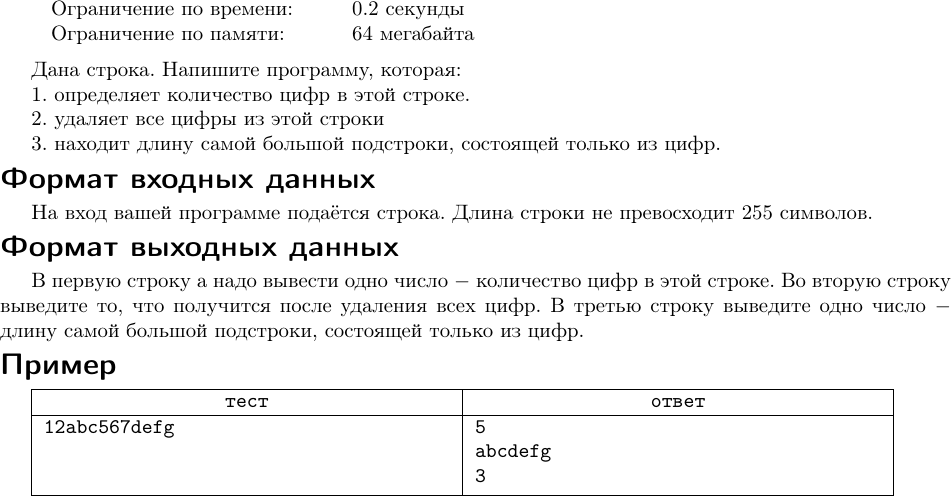 Ограничение по времени: 0.2 секунды
Ограничение по памяти: 64 мегабайта
Дана строка. Напишите программу, которая:
1. определяет количество цифр в этой строке.
2. удаляет все цифры из этой строки
3. находит длину самой большой подстроки, состоящей только из цифр.
Формат входных данных
На вход вашей программе подаётся строка. Длина строки не превосходит 255 символов.
Формат выходных данных
В первую строку а надо вывести одно число − количество цифр в этой строке. Во вторую строку
выведите то, что получится после удаления всех цифр. В третью строку выведите одно число −
длину самой большой подстроки, состоящей только из цифр.
Пример
тест ответ
12abc567defg 5
abcdefg
3